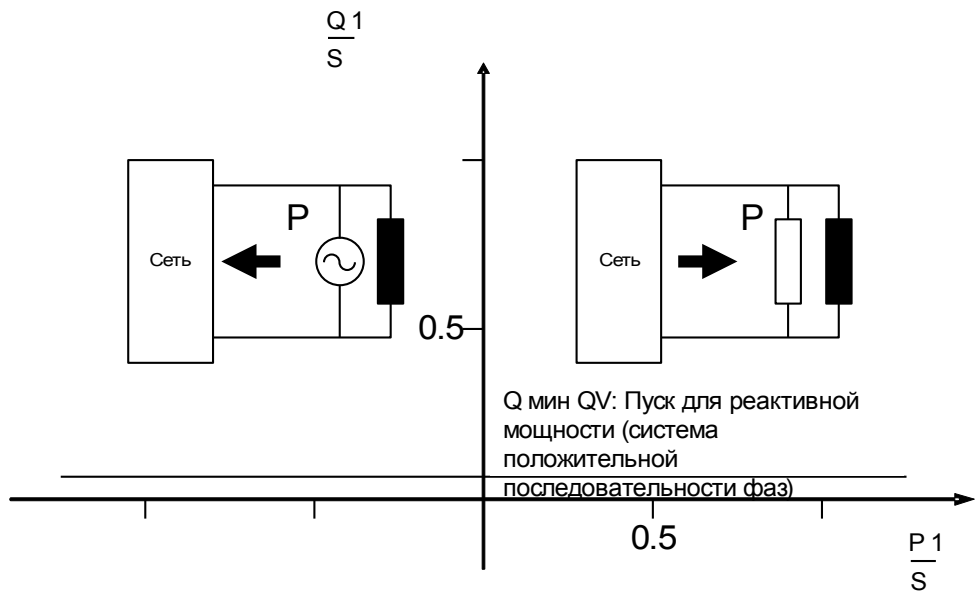 Q 1
S
P
P
Сеть
Сеть
0.5
Q мин QV: Пуск для реактивной
мощности (система
положительной
последовательности фаз)
0.5
P 1
S